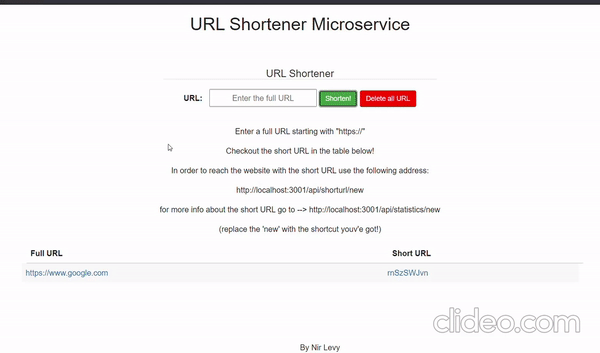 URL Shortener Microservice
URL Shortener
URL: Enter the full URL Shorten! Delete all URL
Enter a full URL starting with "https://"
Checkout the short URL in the table below!
In order to reach the website with the short URL use the following address:
http://localhost:3001/api/shorturl/new
for more info about the short URL go to --> http://localhost:3001/api/statistics/new
(replace the 'new' with the shortcut youv'e got!)
Full URL Short URL
https://www.google.com rnSzSWJvn
clideo.com
By Nir Levy